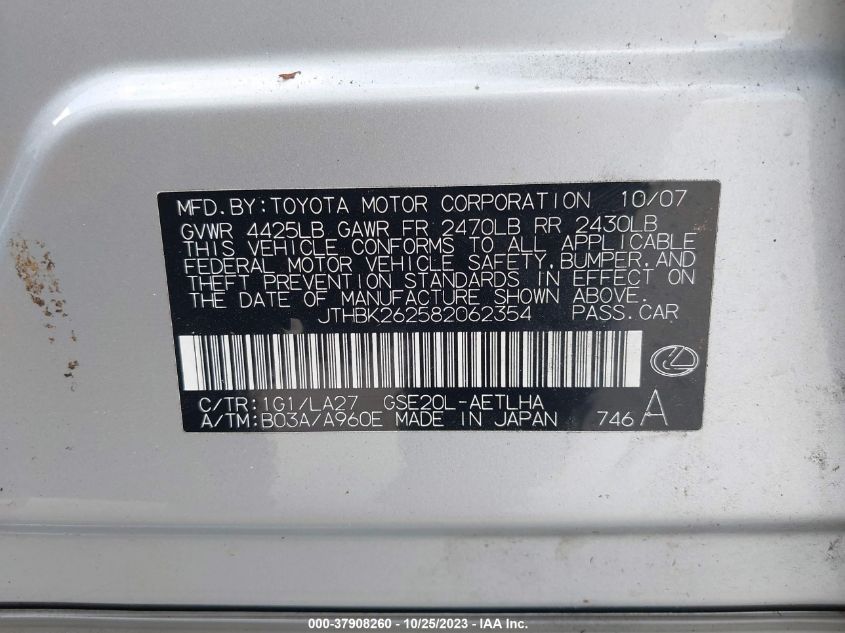 MFD.BY:TOYOTA MOTOR CORPORATION 10/07
GVWR 4425LB GAWR FR 2470LB RR 2430LB
THIS VEHICLE CONFORMS TO ALL APPLICABLE
FEDERAL MOTOR VEHICLE SAFETY,BUMPER,AND
THEFT PREVENTION STANDARDS IN EFFECT ON
THE DATE OF MANUFACTURE SHOWN ABOVE.
JTHBK262582062354 PASS.CAR
C/TR:1G1/LA27 GSE20L-AETLHA
A/TM:B03A/A960E MADE IN JAPAN 746 A
000-37908260 - 10/25/2023 - IAA Inc.